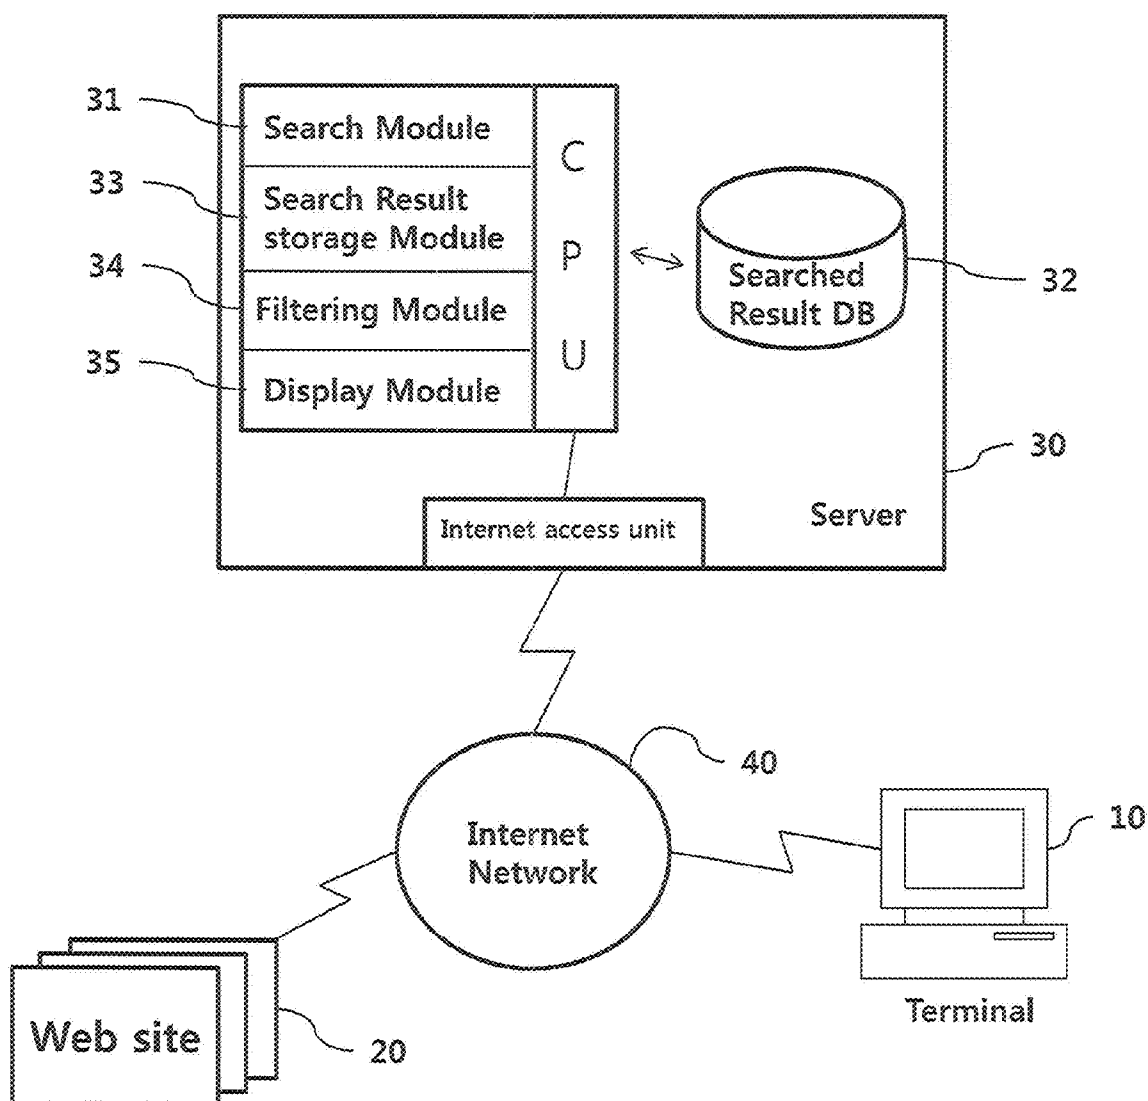 31
Search Module
33
Search Result
storage Module
34
Filtering Module
35
Display Module
C
P
U
Searched
Result DB
32
30
Server
Internet access unit
40
Internet
Network
10
Terminal
Web site
20